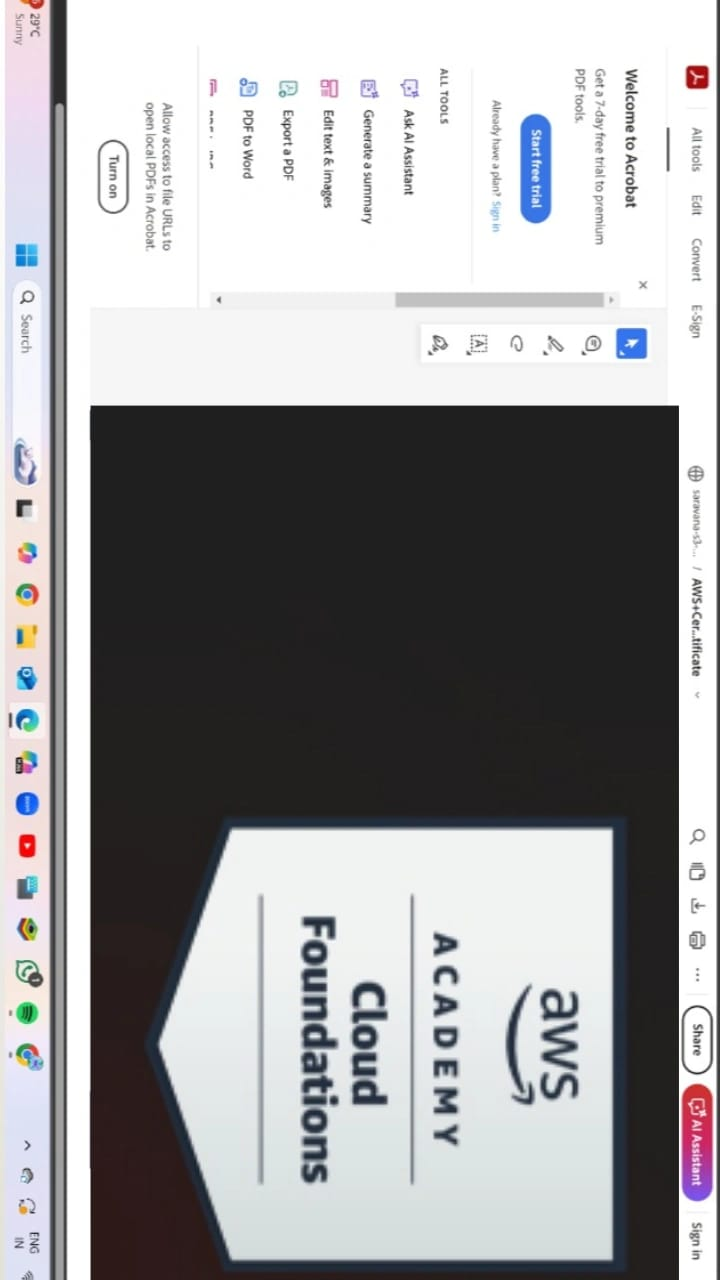 All tools Edit Convert E-Sign
saravana-s3-... / AWS+Cer...tificate
Share
AI Assistant
Sign in
Welcome to Acrobat
Get a 7-day free trial to premium
PDF tools.
Start free trial
Already have a plan? Sign in
ALL TOOLS
Ask AI Assistant
Generate a summary
Edit text & images
Export a PDF
PDF to Word
Allow access to file URLs to
open local PDFs in Acrobat.
Turn on
A
aws
ACADEMY
Cloud
Foundations
29°C
Sunny
Search
ENG
IN